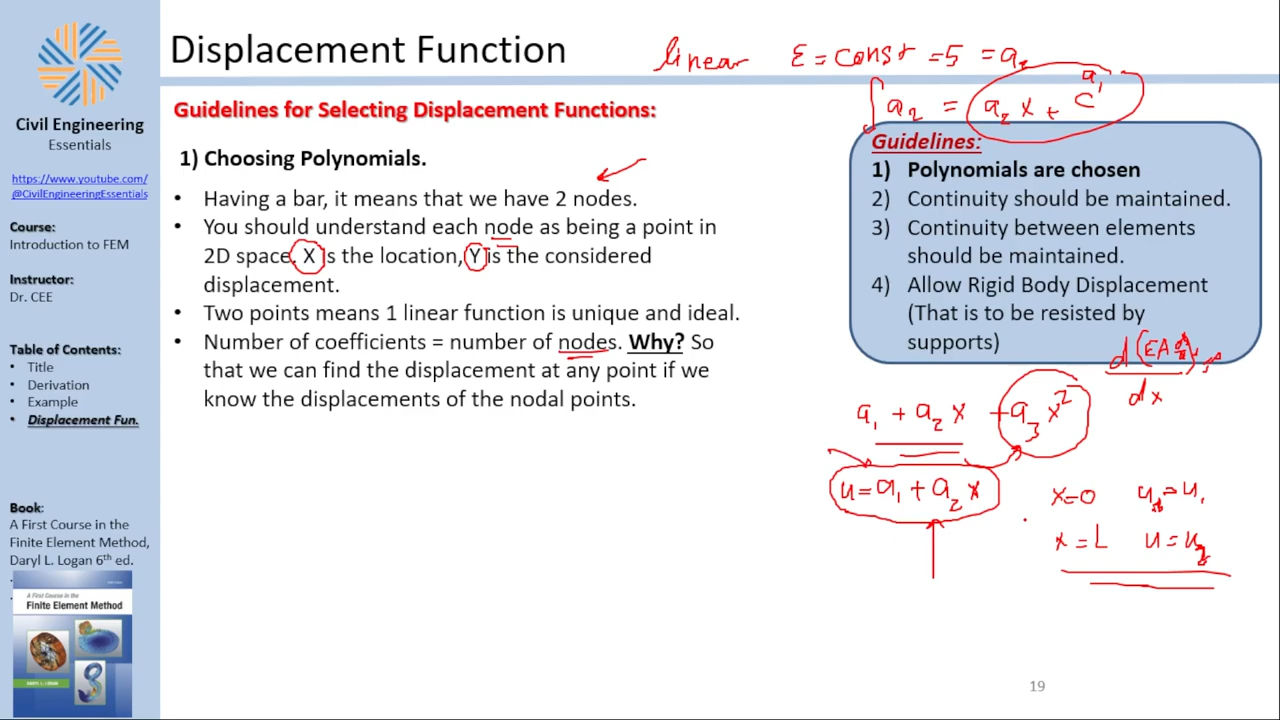 Displacement Function
linear ε = const = 5 = a₂
∫ a₂ = a₂ x + C a₁
Civil Engineering
Essentials
https://www.youtube.com/
@CivilEngineeringEssentials
Course:
Introduction to FEM
Instructor:
Dr. CEE
Table of Contents:
• Title
• Derivation
• Example
• Displacement Fun.
Book:
A First Course in the
Finite Element Method,
Daryl L. Logan 6th ed.
A First Course in the
Finite Element Method
Guidelines for Selecting Displacement Functions:
1) Choosing Polynomials.
• Having a bar, it means that we have 2 nodes.
• You should understand each node as being a point in
2D space. X is the location, Y is the considered
displacement.
• Two points means 1 linear function is unique and ideal.
• Number of coefficients = number of nodes. Why? So
that we can find the displacement at any point if we
know the displacements of the nodal points.
Guidelines:
1) Polynomials are chosen
2) Continuity should be maintained.
3) Continuity between elements
should be maintained.
4) Allow Rigid Body Displacement
(That is to be resisted by
supports)
d(EA
dx
a₁ + a₂ x + a₃ x²
u = a₁ + a₂ x
x = 0 u = u₁
x = L u = u₂
19